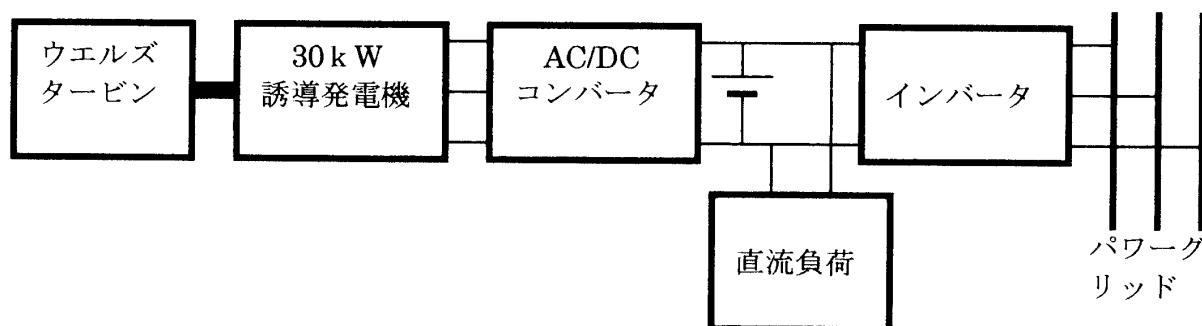 ウエルズ
タービン
30ｋW
誘導発電機
AC/DC
コンバータ
インバータ
直流負荷
パワーグ
リッド